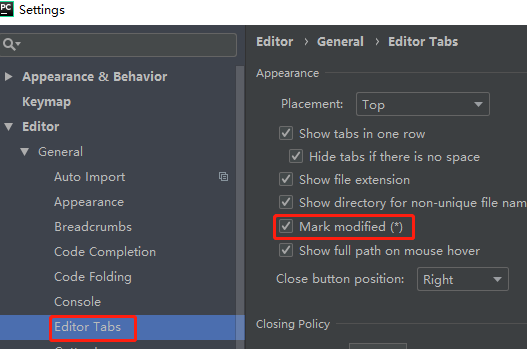 PC Settings
Editor › General › Editor Tabs
Appearance & Behavior
Keymap
Editor
General
Auto Import
Appearance
Breadcrumbs
Code Completion
Code Folding
Console
Editor Tabs
Appearance
Placement: Top
Show tabs in one row
Hide tabs if there is no space
Show file extension
Show directory for non-unique file nam
Mark modified (*)
Show full path on mouse hover
Close button position: Right
Closing Policy